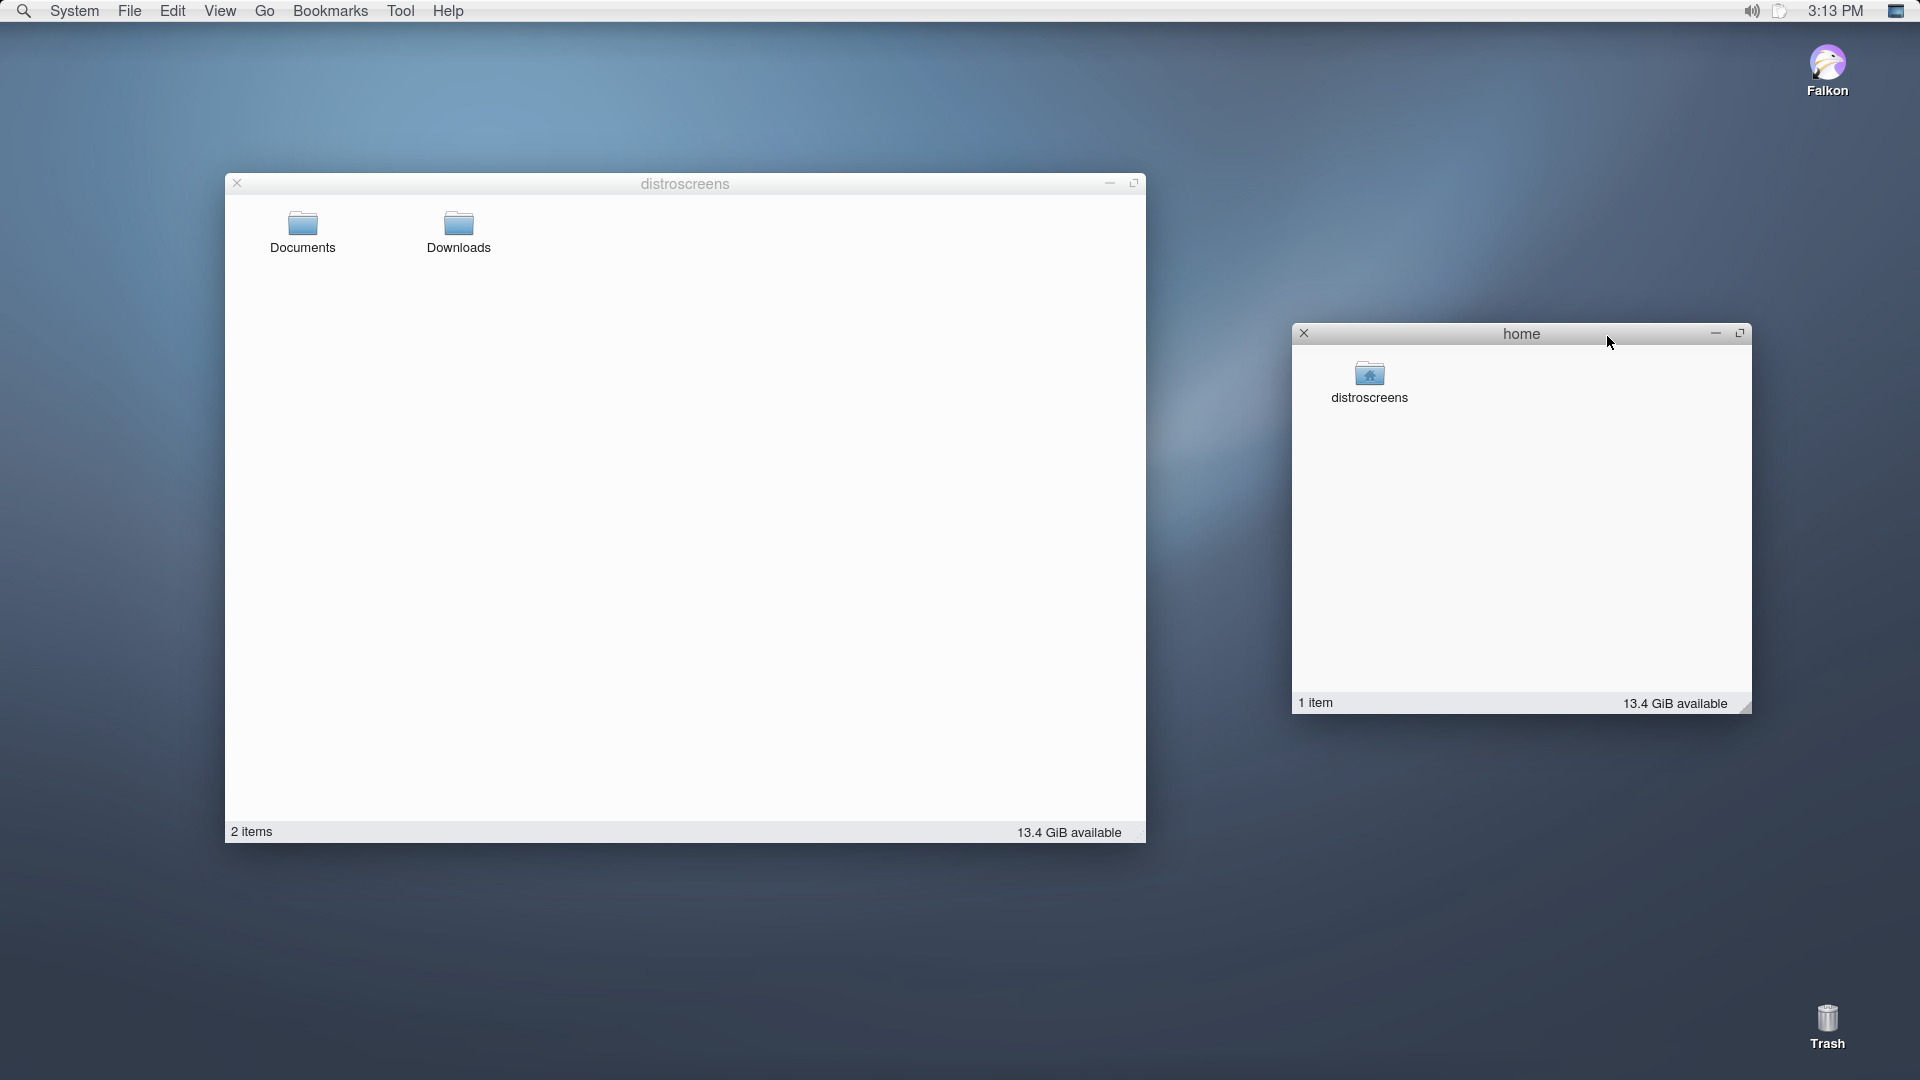 System File Edit View Go Bookmarks Tool Help 3:13 PM
Falkon
distroscreens
Documents Downloads
2 items 13.4 GiB available
home
distroscreens
1 item 13.4 GiB available
Trash